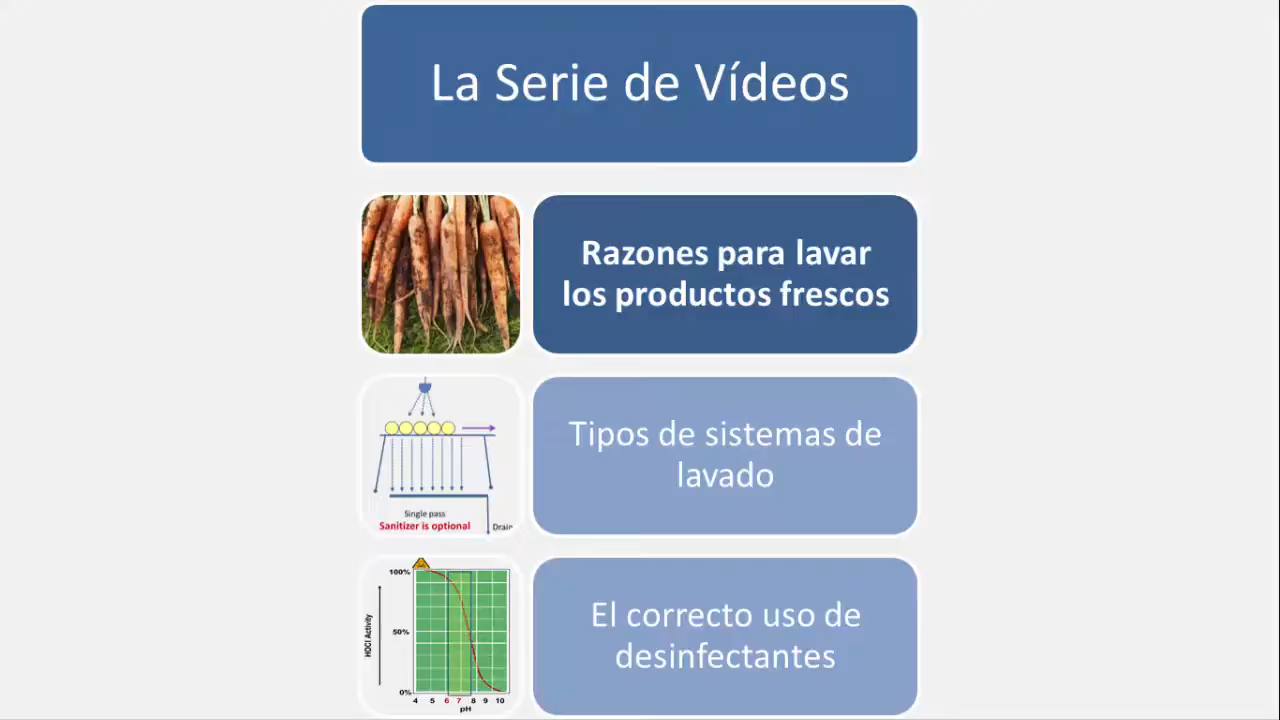 La Serie de Vídeos
Razones para lavar
los productos frescos
Tipos de sistemas de
lavado
Single pass
Sanitizer is optional
Drain
El correcto uso de
desinfectantes
100%
50%
0%
HOCl Activity
4 5 6 7 8 9 10
pH